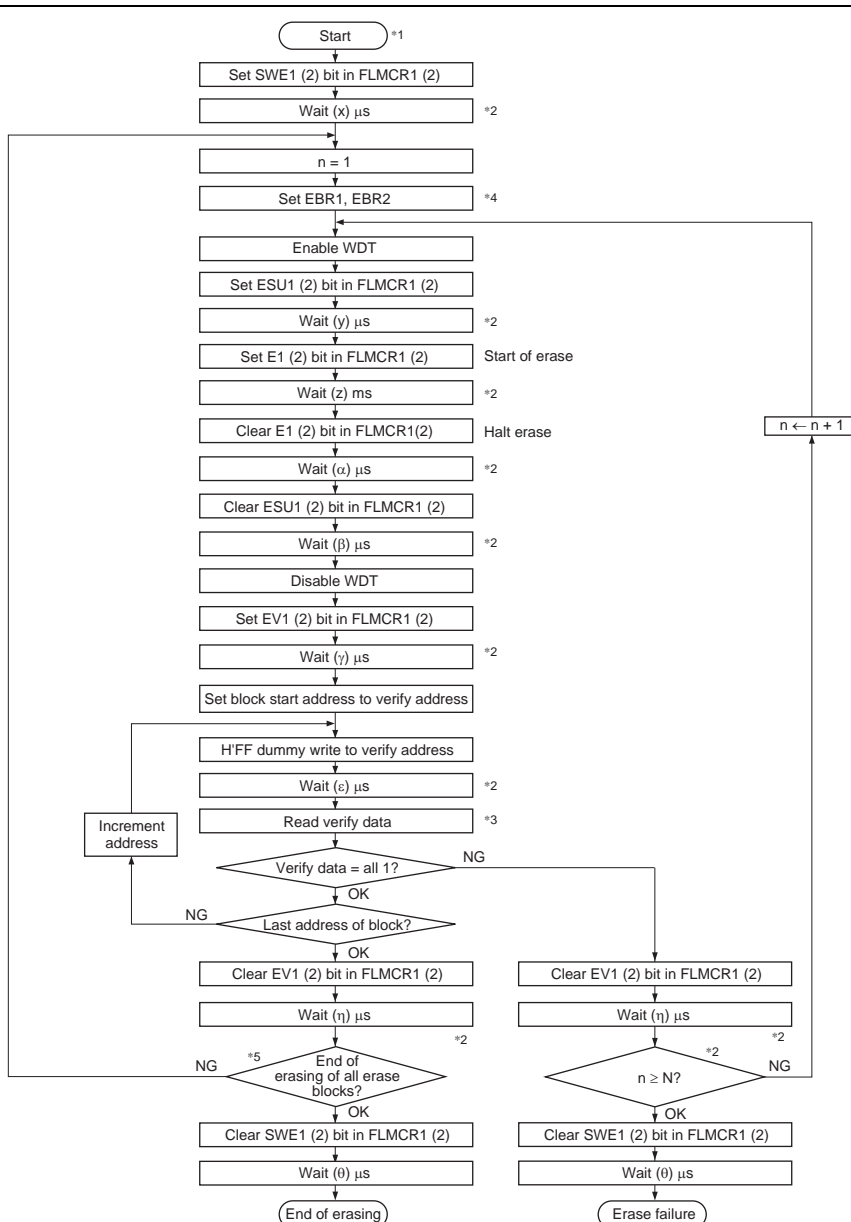 Start *1
Set SWE1 (2) bit in FLMCR1 (2)
Wait (x) μs *2
n = 1
Set EBR1, EBR2 *4
Enable WDT
Set ESU1 (2) bit in FLMCR1 (2)
Wait (y) μs *2
Set E1 (2) bit in FLMCR1 (2) Start of erase
Wait (z) ms *2
Clear E1 (2) bit in FLMCR1(2) Halt erase
n ← n + 1
Wait (α) μs *2
Clear ESU1 (2) bit in FLMCR1 (2)
Wait (β) μs *2
Disable WDT
Set EV1 (2) bit in FLMCR1 (2)
Wait (γ) μs *2
Set block start address to verify address
H'FF dummy write to verify address
Wait (ε) μs *2
Increment
address
Read verify data *3
Verify data = all 1? NG
OK
NG Last address of block?
OK
Clear EV1 (2) bit in FLMCR1 (2) Clear EV1 (2) bit in FLMCR1 (2)
Wait (η) μs Wait (η) μs
*2 *2
NG *5 End of
erasing of all erase
blocks?
*2 n ≥ N? NG
OK OK
Clear SWE1 (2) bit in FLMCR1 (2) Clear SWE1 (2) bit in FLMCR1 (2)
Wait (θ) μs Wait (θ) μs
End of erasing Erase failure